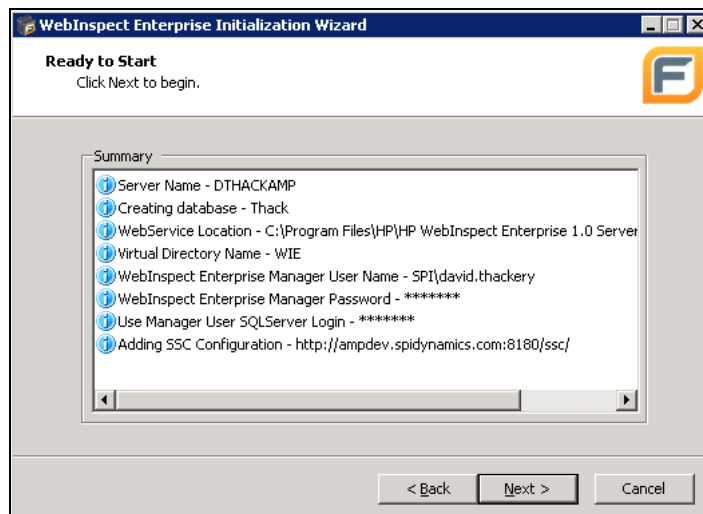 WebInspect Enterprise Initialization Wizard
Ready to Start
Click Next to begin.
F
Summary
Server Name - DTHACKAMP
Creating database - Thack
WebService Location - C:\Program Files\HP\HP WebInspect Enterprise 1.0 Server
Virtual Directory Name - WIE
WebInspect Enterprise Manager User Name - SPI\david.thackery
WebInspect Enterprise Manager Password - *******
Use Manager User SQLServer Login - *******
Adding SSC Configuration - http://ampdev.spidynamics.com:8180/ssc/
< Back Next > Cancel